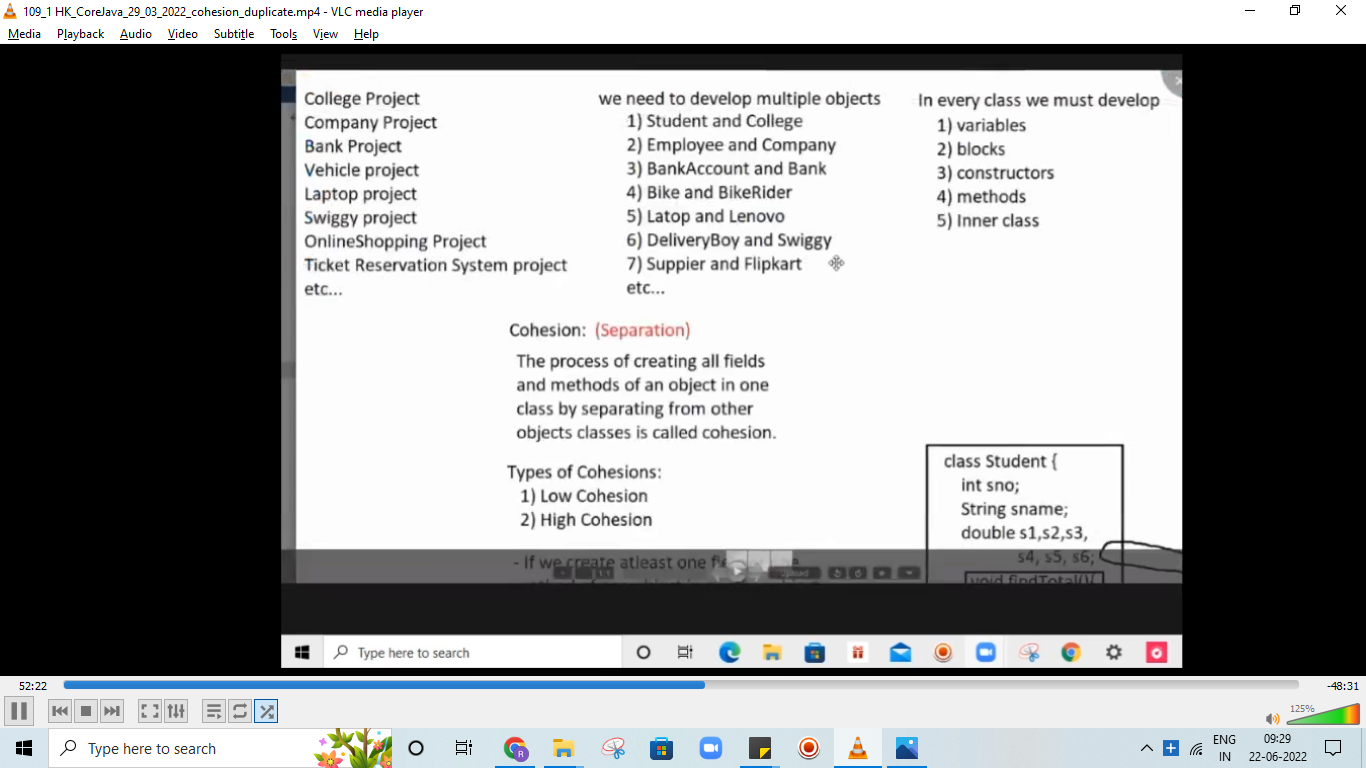 109_1 HK_CoreJava_29_03_2022_cohesion_duplicate.mp4 - VLC media player
Media Playback Audio Video Subtitle Tools View Help
College Project
Company Project
Bank Project
Vehicle project
Laptop project
Swiggy project
OnlineShopping Project
Ticket Reservation System project
etc...
we need to develop multiple objects
1) Student and College
2) Employee and Company
3) BankAccount and Bank
4) Bike and BikeRider
5) Latop and Lenovo
6) DeliveryBoy and Swiggy
7) Suppier and Flipkart
etc...
In every class we must develop
1) variables
2) blocks
3) constructors
4) methods
5) Inner class
Cohesion: (Separation)
The process of creating all fields
and methods of an object in one
class by separating from other
objects classes is called cohesion.
Types of Cohesions:
1) Low Cohesion
2) High Cohesion
- If we create atleast one
class Student {
int sno;
String sname;
double s1,s2,s3,
s4, s5, s6;
void findTotal(){
Type here to search
52:22
-48:31
125%
Type here to search
R
ENG
IN
09:29
22-06-2022